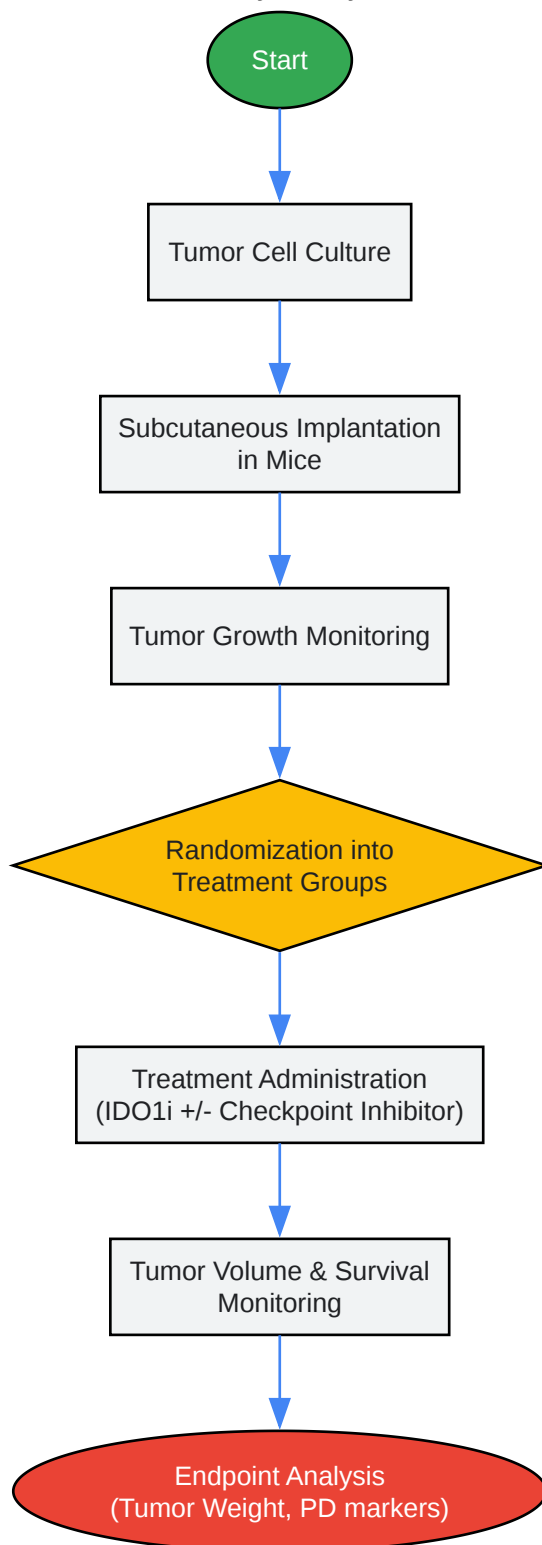 Start
Tumor Cell Culture
Subcutaneous Implantation
in Mice
Tumor Growth Monitoring
Randomization into
Treatment Groups
Treatment Administration
(IDO1i +/- Checkpoint Inhibitor)
Tumor Volume & Survival
Monitoring
Endpoint Analysis
(Tumor Weight, PD markers)